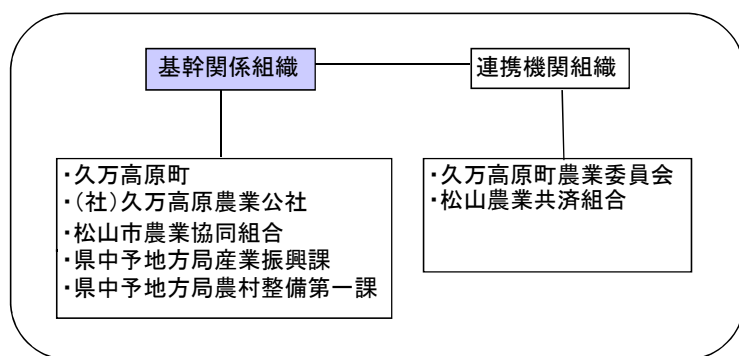 基幹関係組織
連携機関組織
・久万高原町
・(社)久万高原農業公社
・松山市農業協同組合
・県中予地方局産業振興課
・県中予地方局農村整備第一課
・久万高原町農業委員会
・松山農業共済組合